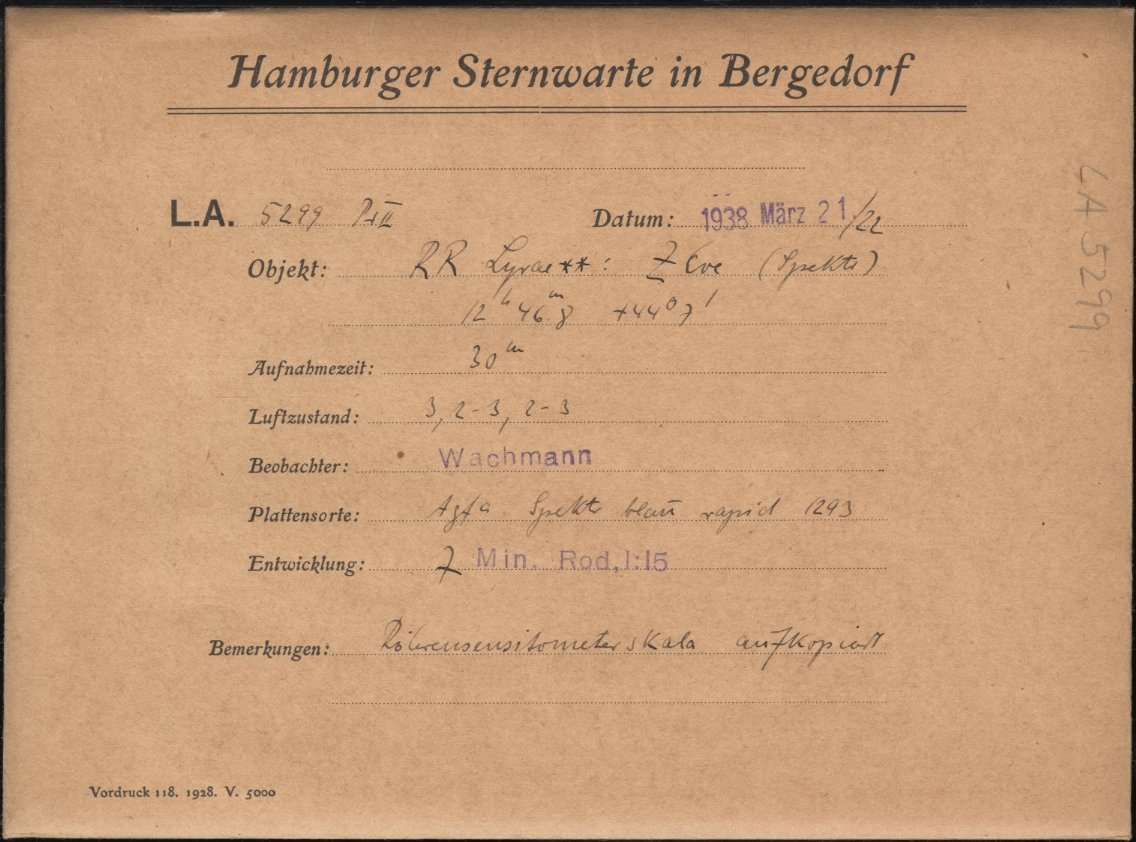 Hamburger Sternwarte in Bergedorf
L.A. 5299 Datum: 1938 März 21/22
Objekt: RR Lyrae**: Z CVe (Spektr)
12ʰ 46ᵐ8 +44°7'
Aufnahmezeit: 30ᵐ
Luftzustand: 3, 2-3, 2-3
Beobachter: Wachmann
Plattensorte: Agfa Spektr blau rapid 1293
Entwicklung: 7 Min. Rod,1:15
Bemerkungen: Röhrensensitometerskala aufkopiert
Vordruck 118. 1928. V. 5000
LA 5299